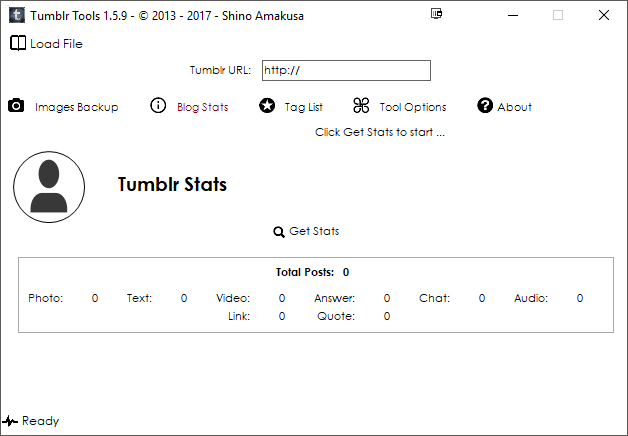 Tumblr Tools 1.5.9 - © 2013 - 2017 - Shino Amakusa
Load File
Tumblr URL: http://
Images Backup Blog Stats Tag List Tool Options About
Click Get Stats to start ...
Tumblr Stats
Get Stats
Total Posts: 0
Photo: 0 Text: 0 Video: 0 Answer: 0 Chat: 0 Audio: 0
Link: 0 Quote: 0
Ready